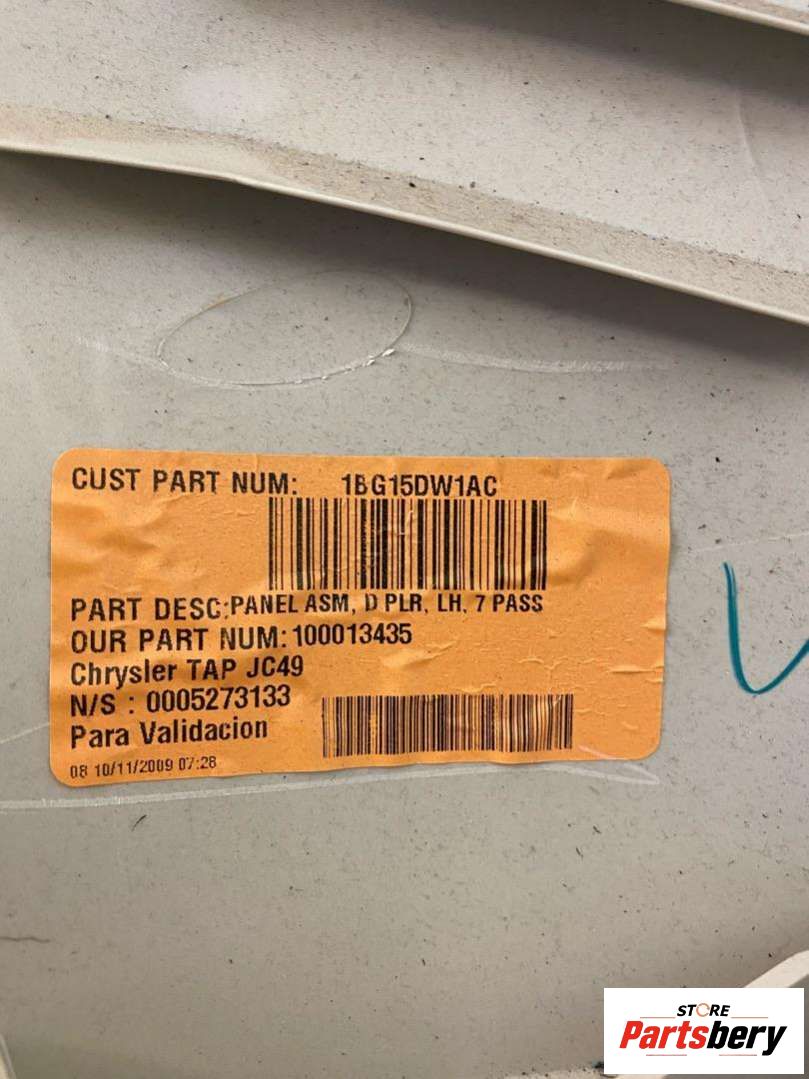 CUST PART NUM: 1BG15DW1AC
PART DESC:PANEL ASM, D PLR, LH, 7 PASS
OUR PART NUM:100013435
Chrysler TAP JC49
N/S : 0005273133
Para Validacion
08 10/11/2009 07:28
STORE
Partsbery